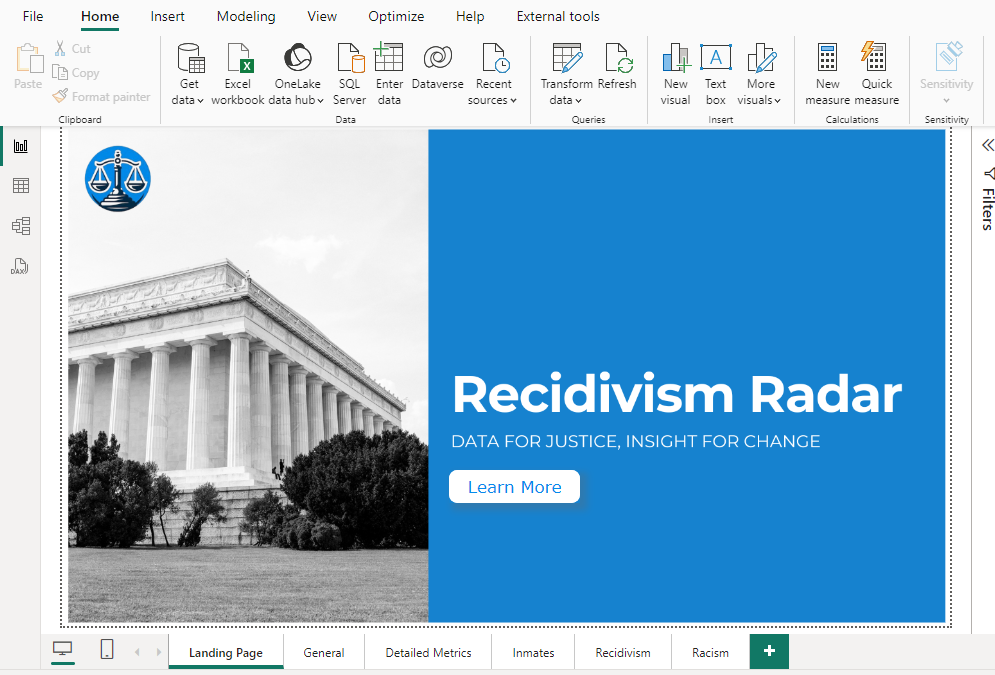 File Home Insert Modeling View Optimize Help External tools
Paste
Cut
Copy
Format painter
Clipboard
Get data
Excel workbook
OneLake data hub
SQL Server
Enter data
Dataverse
Recent sources
Data
Transform data
Refresh
Queries
New visual
Text box
More visuals
Insert
New measure
Quick measure
Calculations
Sensitivity
Sensitivity
DAX
A
Filters
Recidivism Radar
DATA FOR JUSTICE, INSIGHT FOR CHANGE
Learn More
Landing Page General Detailed Metrics Inmates Recidivism Racism +